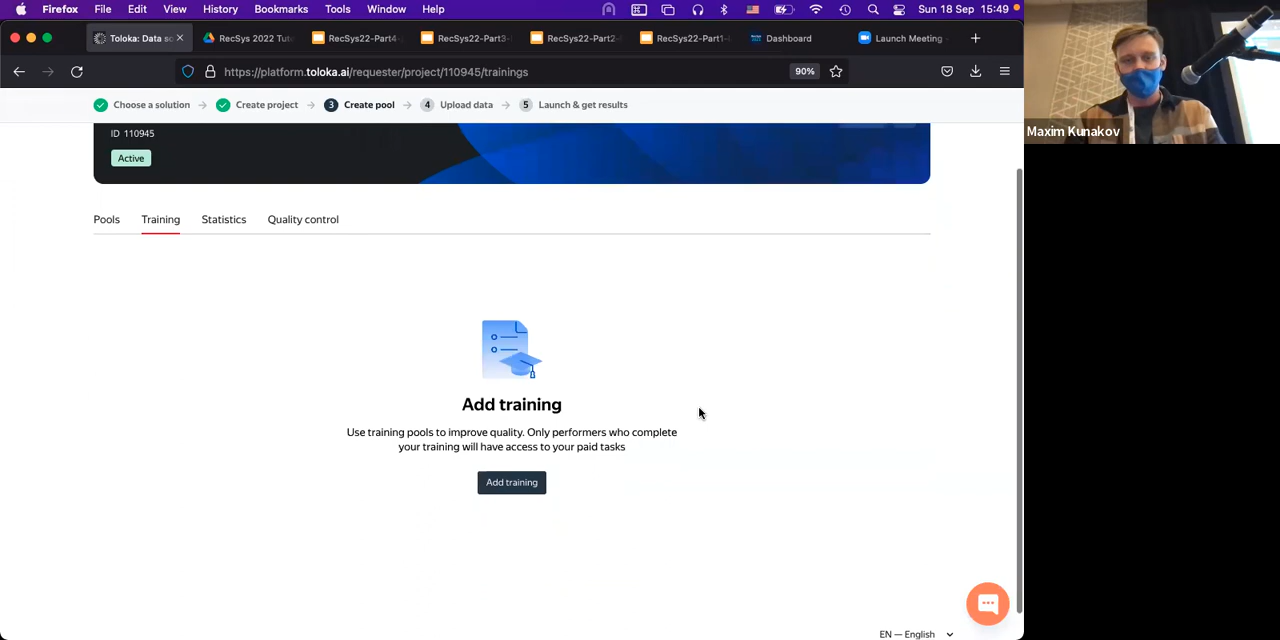 Firefox File Edit View History Bookmarks Tools Window Help Sun 18 Sep 15:49
Toloka: Data so RecSys 2022 Tuto RecSys22-Part4- RecSys22-Part3- RecSys22-Part2- RecSys22-Part1- Dashboard Launch Meeting -
https://platform.toloka.ai/requester/project/110945/trainings 90%
Choose a solution Create project 3 Create pool 4 Upload data 5 Launch & get results
ID 110945
Active
Pools Training Statistics Quality control
Add training
Use training pools to improve quality. Only performers who complete
your training will have access to your paid tasks
Add training
EN — English
Maxim Kunakov